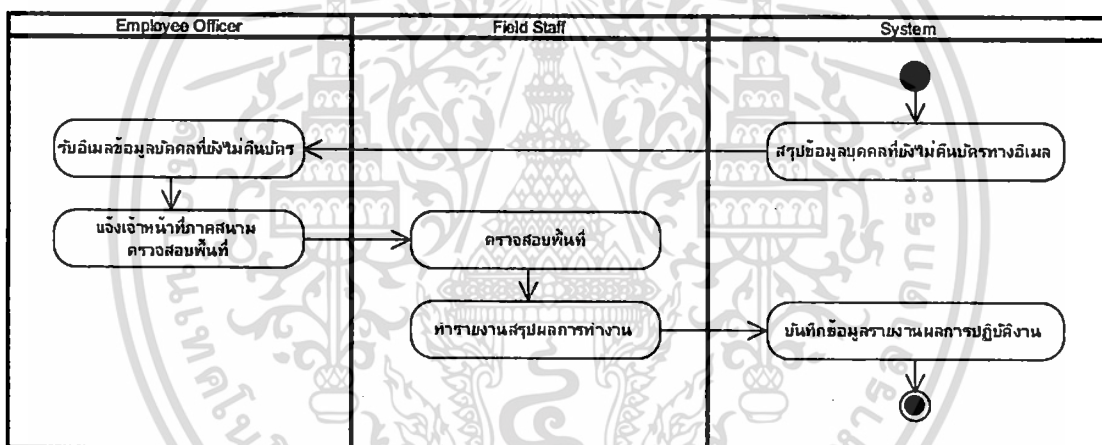 Employee Officer
Field Staff
System
รับอีเมลข้อมูลบุคคลที่ยังไม่คืนบัตร
สรุปข้อมูลบุคคลที่ยังไม่คืนบัตรทางอีเมล
แจ้งเจ้าหน้าที่ภาคสนาม
ตรวจสอบพื้นที่
ตรวจสอบพื้นที่
ทำรายงานสรุปผลการทำงาน
บันทึกข้อมูลรายงานผลการปฏิบัติงาน